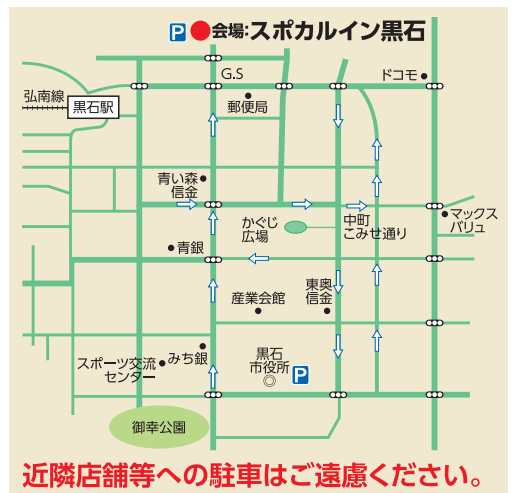 P 会場:スポカルイン黒石
G.S
ドコモ
弘南線
黒石駅
郵便局
青い森
信金
かぐじ
広場
中町
こみせ通り
マックス
バリュ
青銀
産業会館
東奥
信金
スポーツ交流
センター
みち銀
黒石
市役所
P
御幸公園
近隣店舗等への駐車はご遠慮ください。